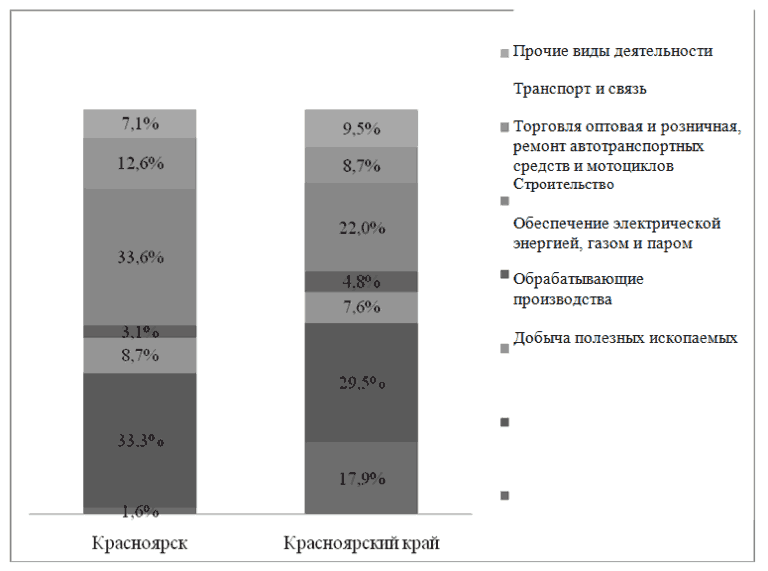 7,1%
12,6%
33,6%
3,1%
8,7%
33,3%
1,6%
9,5%
8,7%
22,0%
4,8%
7,6%
29,5%
17,9%
Красноярск
Красноярский край
Прочие виды деятельности
Транспорт и связь
Торговля оптовая и розничная,
ремонт автотранспортных
средств и мотоциклов
Строительство
Обеспечение электрической
энергией, газом и паром
Обрабатывающие
производства
Добыча полезных ископаемых